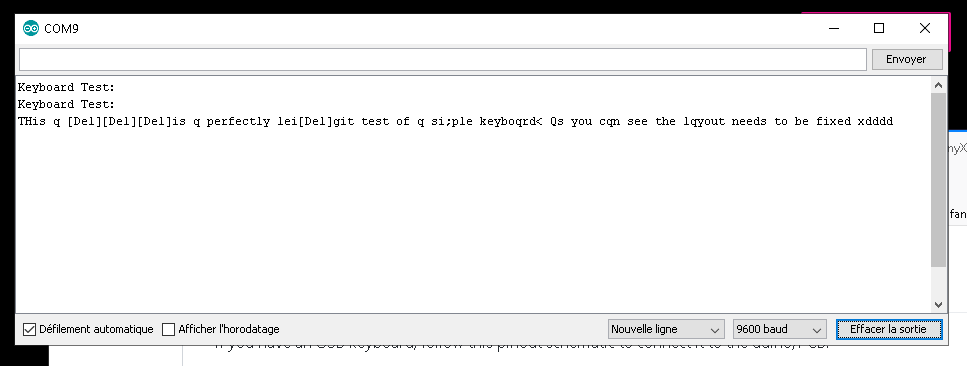 COM9
Envoyer
Keyboard Test:
Keyboard Test:
THis q [Del][Del][Del]is q perfectly lei[Del]git test of q si;ple keyboqrd< Qs you cqn see the lqyout needs to be fixed xdddd
nyX
fan
Défilement automatique
Afficher l'horodatage
Nouvelle ligne
9600 baud
Effacer la sortie